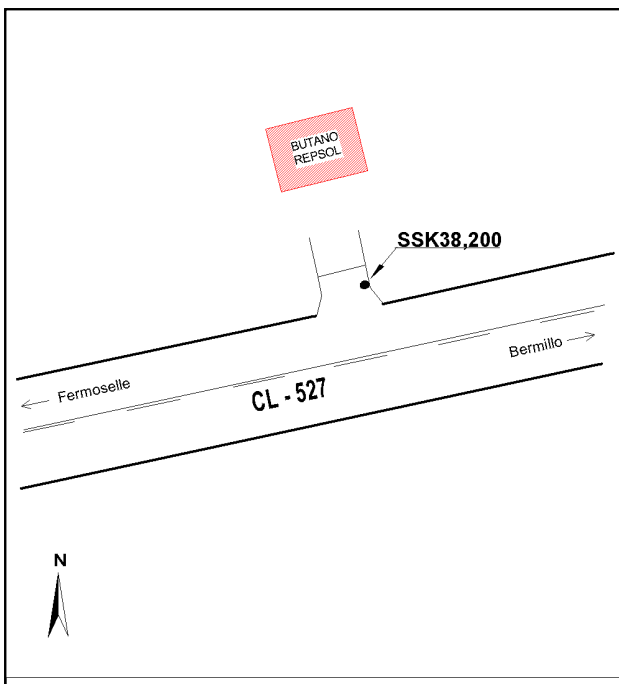 BUTANO
REPSOL
SSK38,200
Bermillo
Fermoselle
CL - 527
N